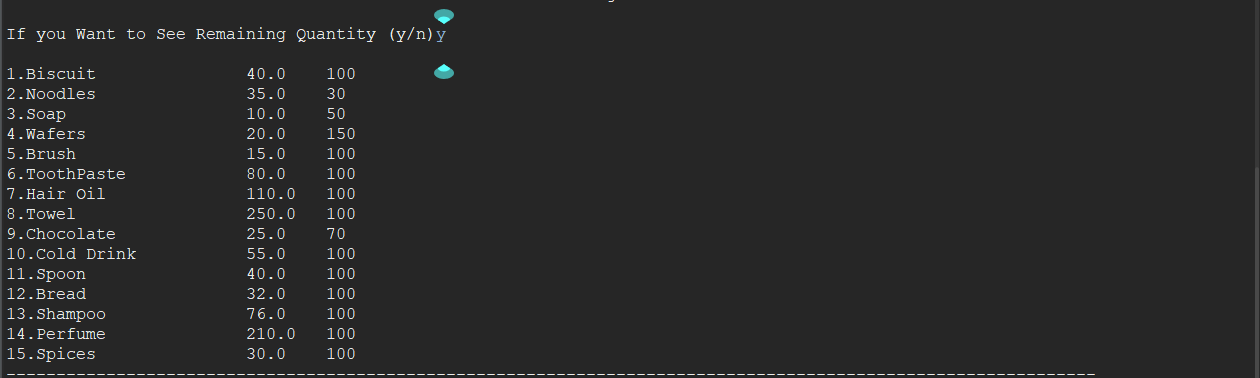 If you Want to See Remaining Quantity (y/n)y
1.Biscuit 40.0 100
2.Noodles 35.0 30
3.Soap 10.0 50
4.Wafers 20.0 150
5.Brush 15.0 100
6.ToothPaste 80.0 100
7.Hair Oil 110.0 100
8.Towel 250.0 100
9.Chocolate 25.0 70
10.Cold Drink 55.0 100
11.Spoon 40.0 100
12.Bread 32.0 100
13.Shampoo 76.0 100
14.Perfume 210.0 100
15.Spices 30.0 100
-------------------------------------------------------------------------------------------------------------